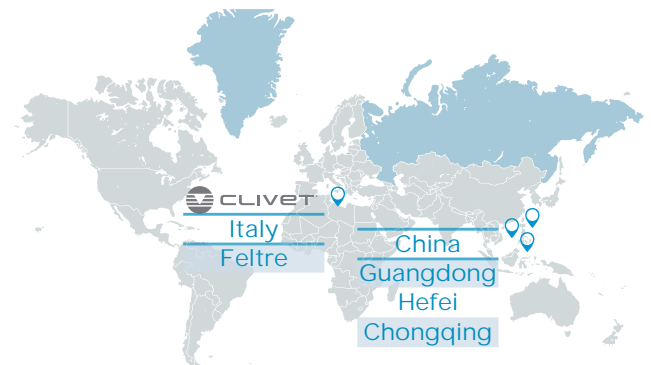 CLIVET
Italy
Feltre
China
Guangdong
Hefei
Chongqing